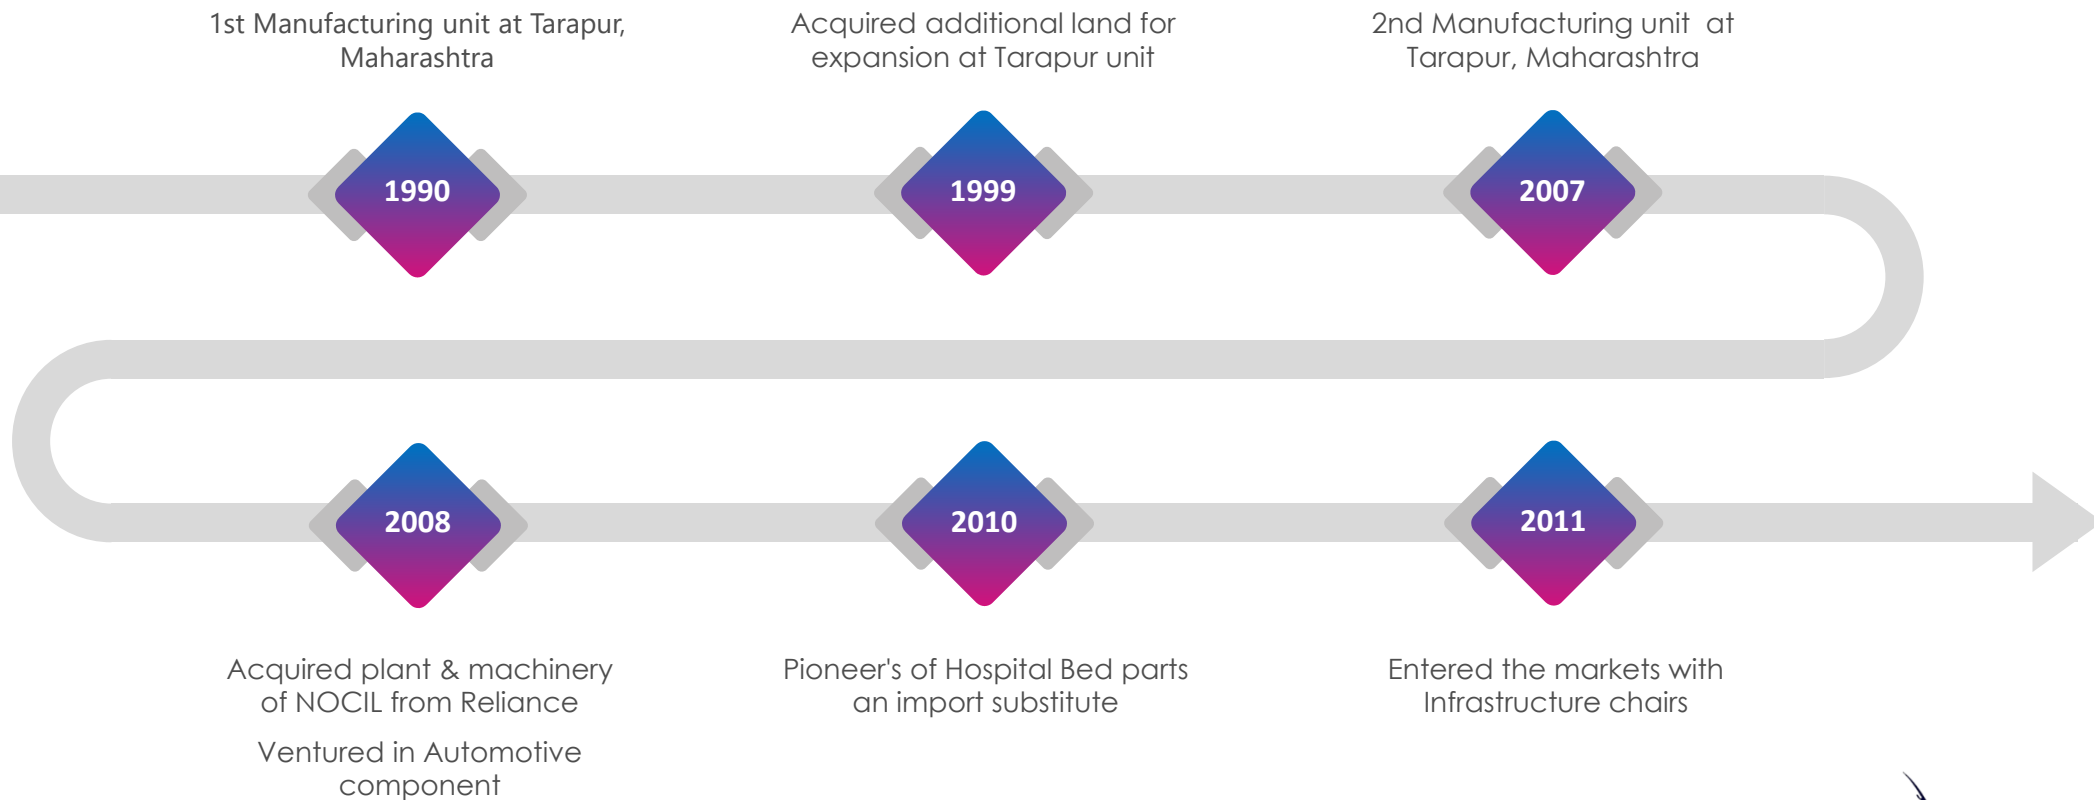 1st Manufacturing unit at Tarapur,
Maharashtra
Acquired additional land for
expansion at Tarapur unit
2nd Manufacturing unit at
Tarapur, Maharashtra
1990
1999
2007
2008
2010
2011
Acquired plant & machinery
of NOCIL from Reliance
Ventured in Automotive
component
Pioneer's of Hospital Bed parts
an import substitute
Entered the markets with
Infrastructure chairs